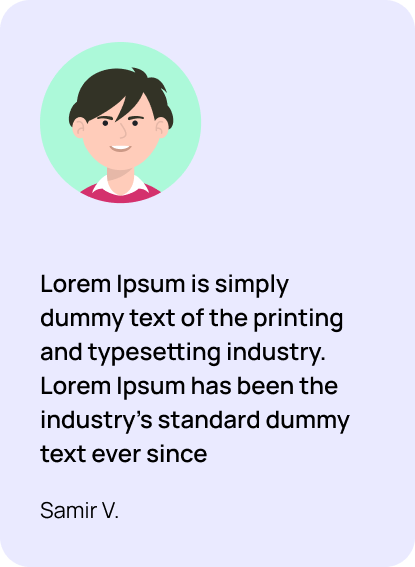 Lorem Ipsum is simply
dummy text of the printing
and typesetting industry.
Lorem Ipsum has been the
industry's standard dummy
text ever since
Samir V.